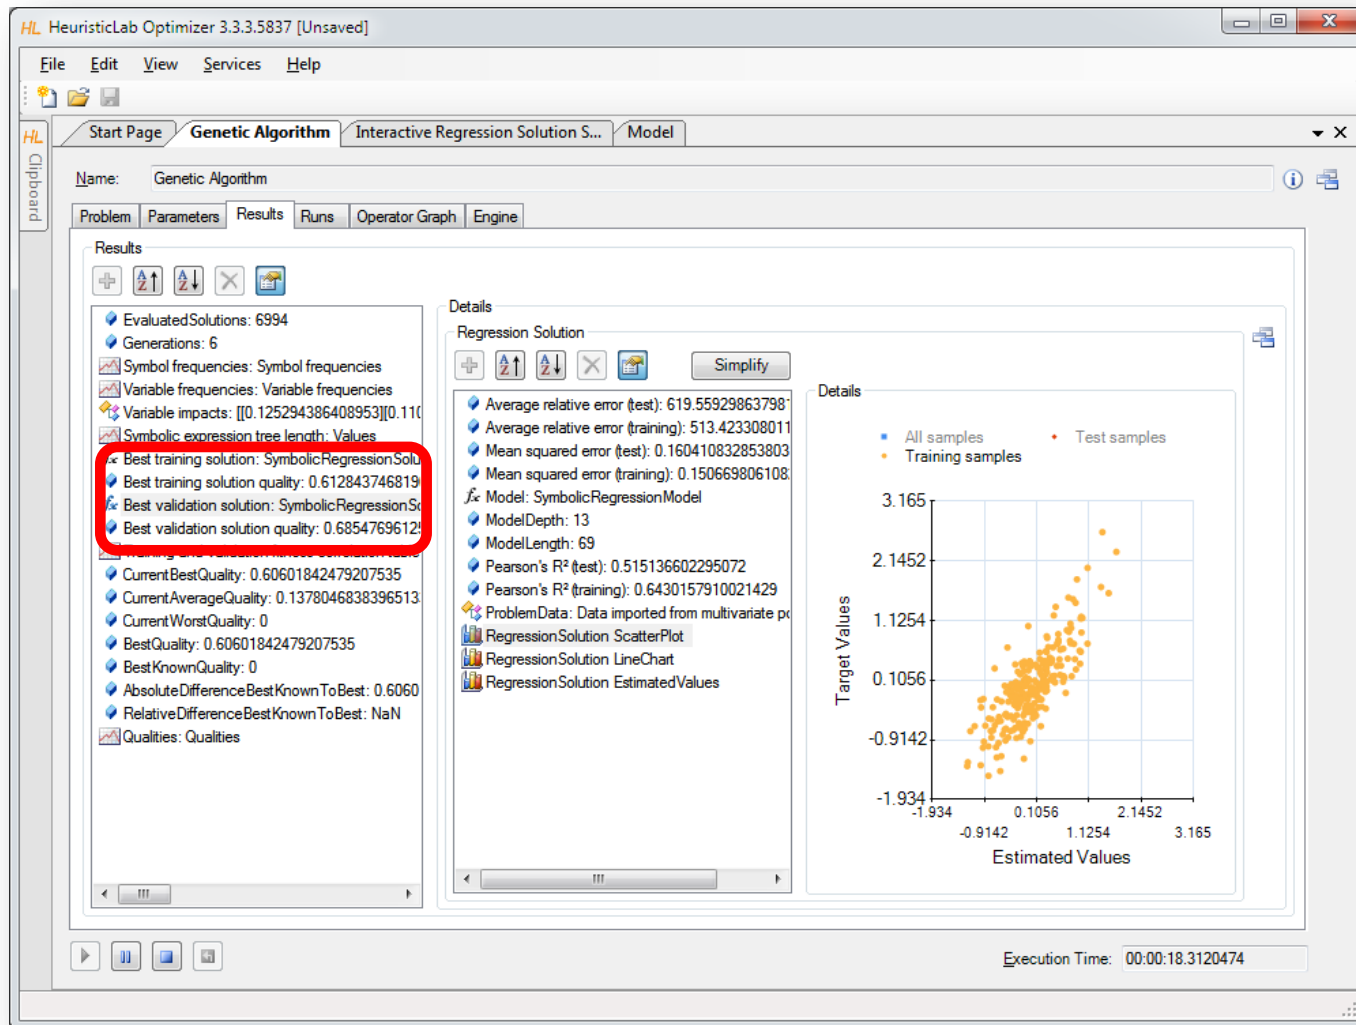 HL HeuristicLab Optimizer 3.3.3.5837 [Unsaved]
File Edit View Services Help
HL Clipboard
Start Page Genetic Algorithm Interactive Regression Solution S... Model
Name: Genetic Algorithm
Problem Parameters Results Runs Operator Graph Engine
Results
EvaluatedSolutions: 6994
Generations: 6
Symbol frequencies: Symbol frequencies
Variable frequencies: Variable frequencies
Variable impacts: [[0.125294386408953][0.110
Symbolic expression tree length: Values
Best training solution: SymbolicRegressionSolu
Best training solution quality: 0.612843746819
Best validation solution: SymbolicRegressionSo
Best validation solution quality: 0.6854769612
CurrentBestQuality: 0.60601842479207535
CurrentAverageQuality: 0.1378046838396513
CurrentWorstQuality: 0
BestQuality: 0.60601842479207535
BestKnownQuality: 0
AbsoluteDifferenceBestKnownToBest: 0.6060
RelativeDifferenceBestKnownToBest: NaN
Qualities: Qualities
Details
Regression Solution
Simplify
Average relative error (test): 619.55929863798
Average relative error (training): 513.423308011
Mean squared error (test): 0.160410832853803
Mean squared error (training): 0.150669806108
Model: SymbolicRegressionModel
ModelDepth: 13
ModelLength: 69
Pearson's R² (test): 0.515136602295072
Pearson's R² (training): 0.6430157910021429
ProblemData: Data imported from multivariate po
RegressionSolution ScatterPlot
RegressionSolution LineChart
RegressionSolution EstimatedValues
Details
All samples Test samples
Training samples
3.165
2.1452
1.1254
0.1056
-0.9142
-1.934
Target Values
-1.934 0.1056 2.1452
-0.9142 1.1254 3.165
Estimated Values
Execution Time: 00:00:18.3120474